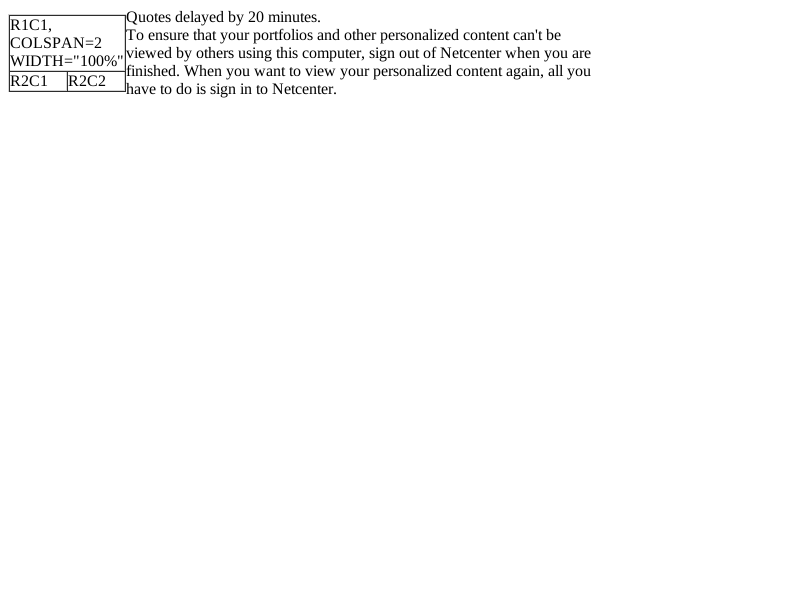 R1C1,
COLSPAN=2
WIDTH="100%"
R2C1 R2C2
Quotes delayed by 20 minutes.
To ensure that your portfolios and other personalized content can't be
viewed by others using this computer, sign out of Netcenter when you are
finished. When you want to view your personalized content again, all you
have to do is sign in to Netcenter.